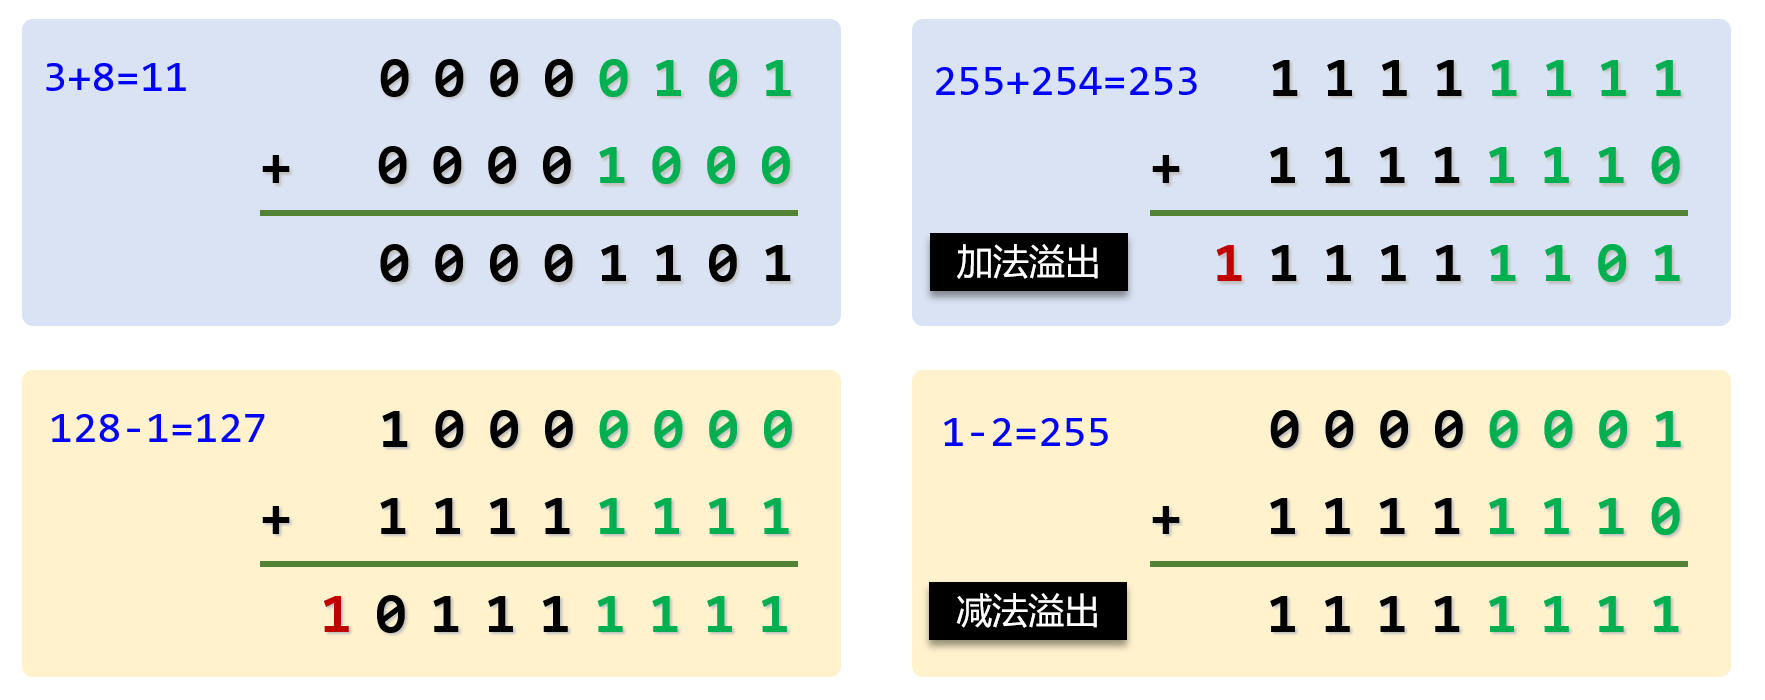 3+8=11 0 0 0 0 0 1 0 1
+ 0 0 0 0 1 0 0 0
0 0 0 0 1 1 0 1
255+254=253 1 1 1 1 1 1 1 1
+ 1 1 1 1 1 1 1 0
加法溢出 1 1 1 1 1 1 1 0 1
128-1=127 1 0 0 0 0 0 0 0
+ 1 1 1 1 1 1 1 1
1 0 1 1 1 1 1 1 1
1-2=255 0 0 0 0 0 0 0 1
+ 1 1 1 1 1 1 1 0
减法溢出 1 1 1 1 1 1 1 1